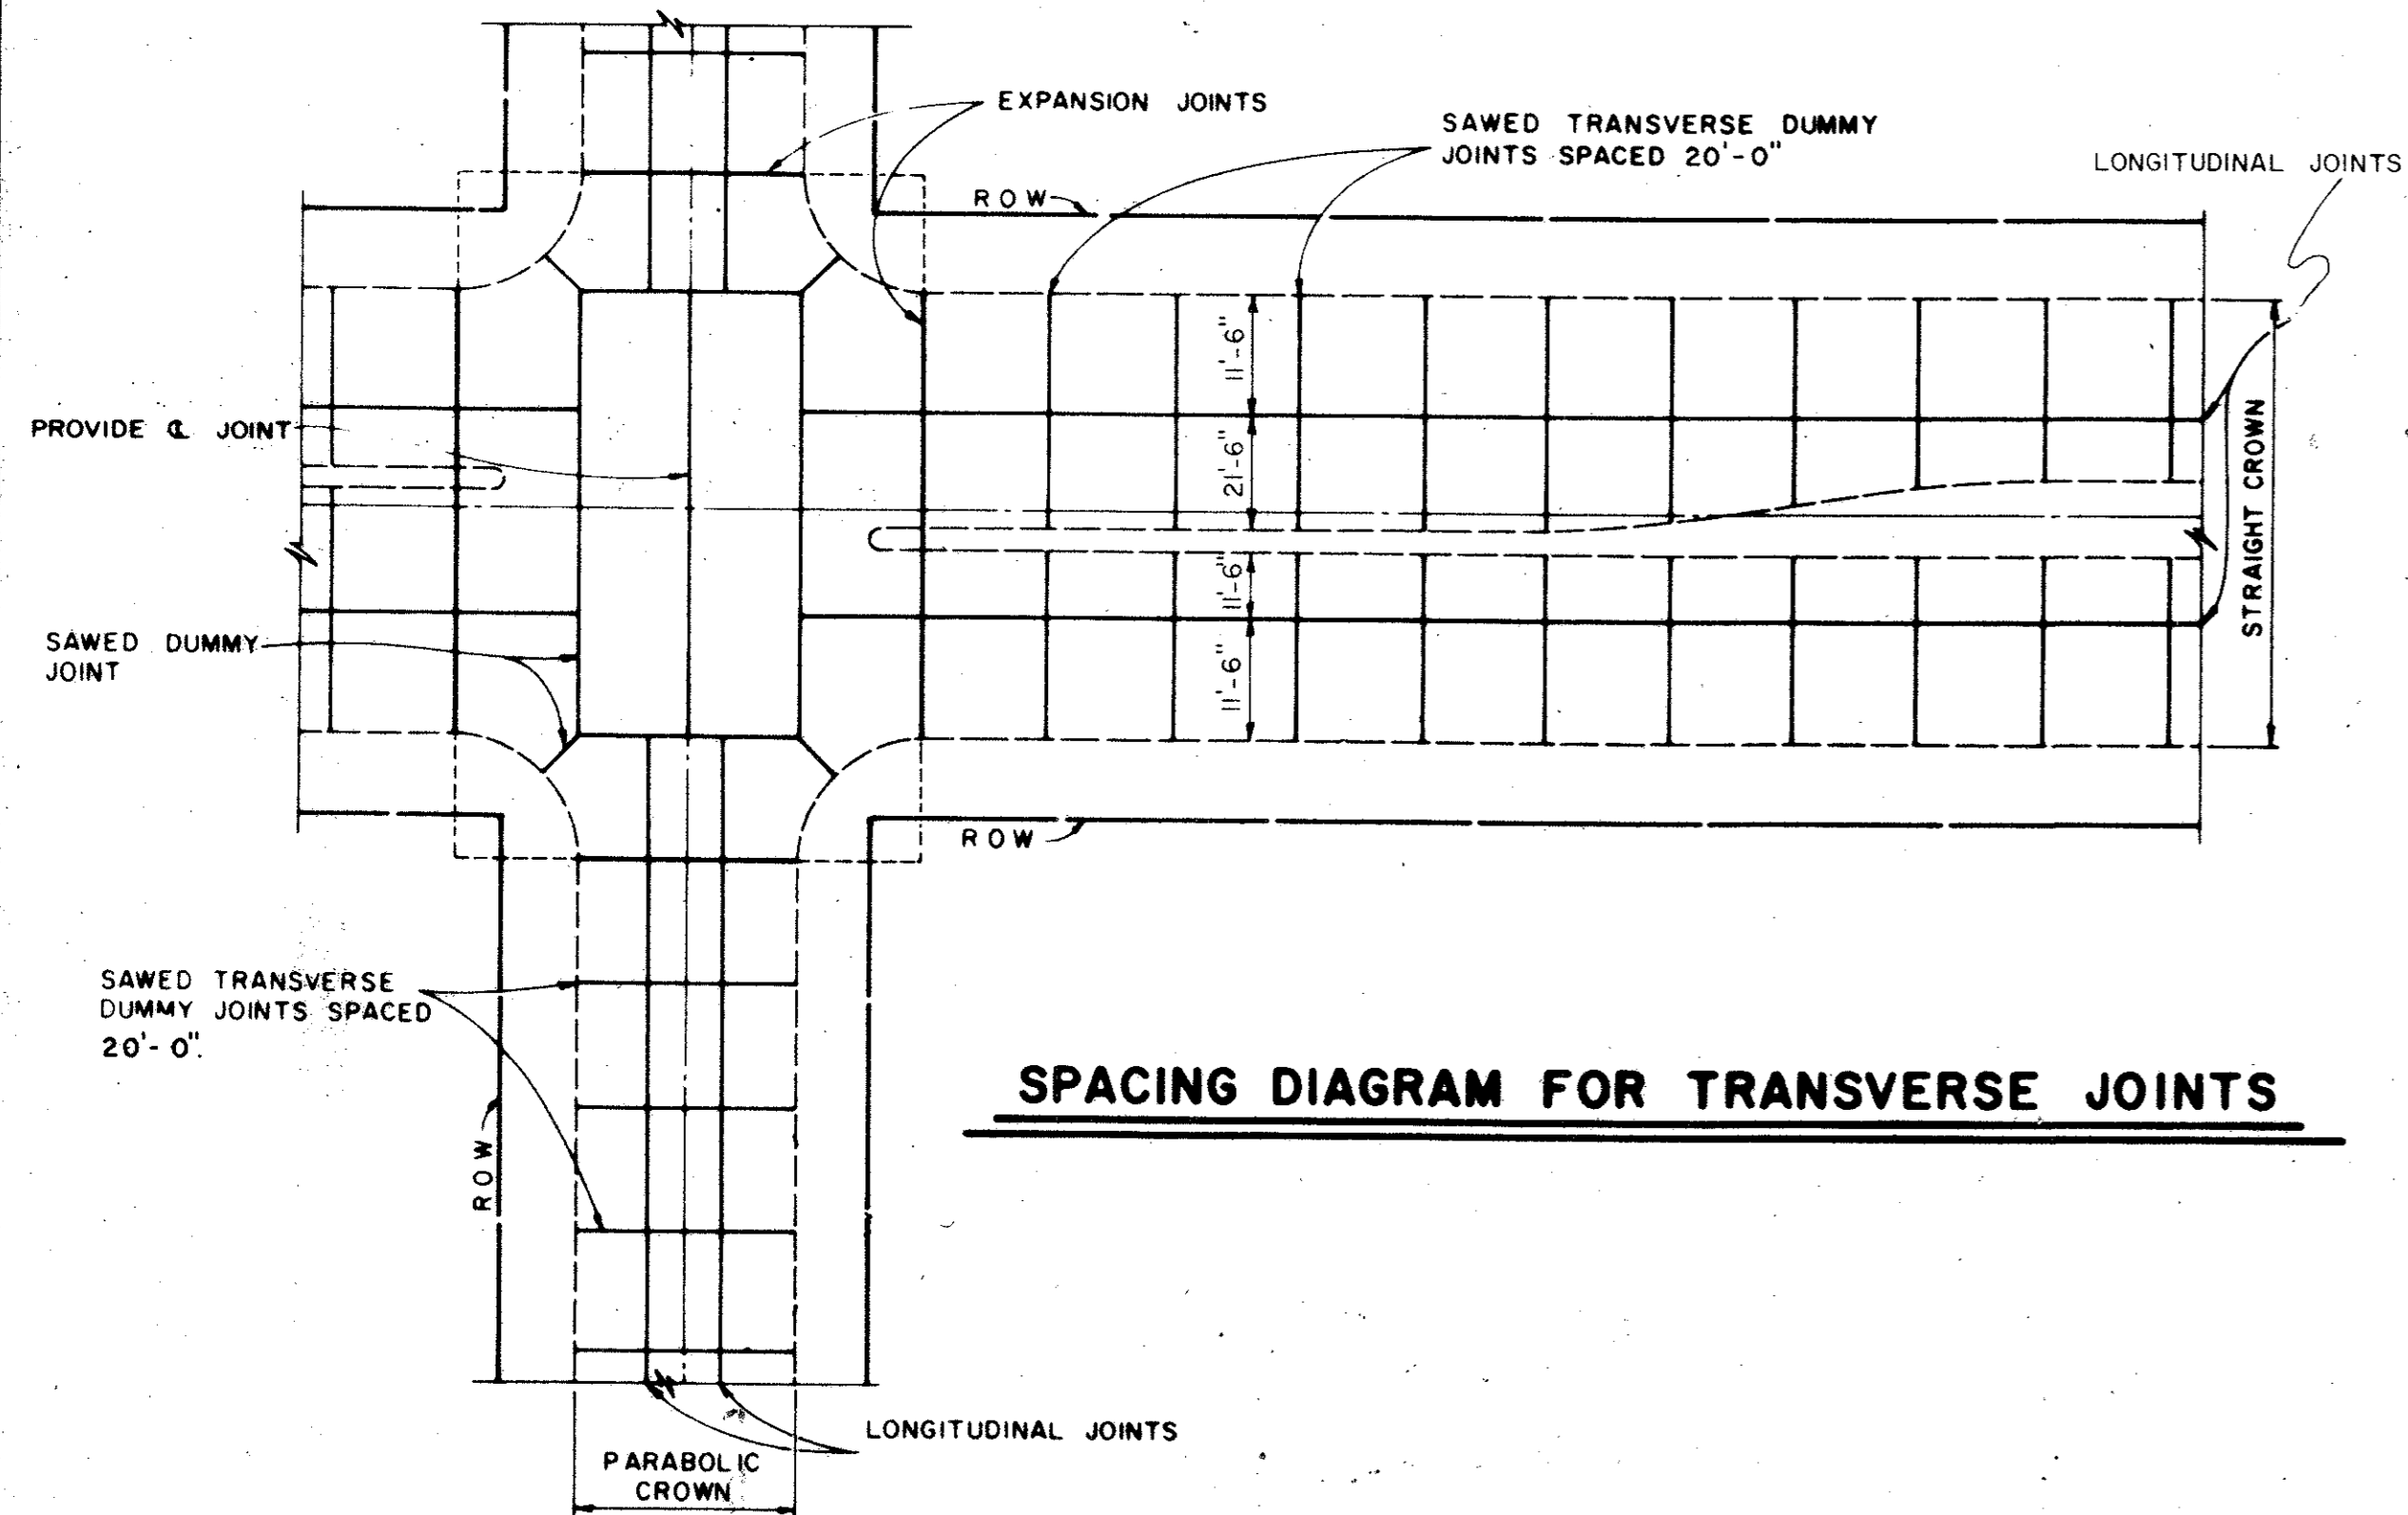 EXPANSION JOINTS
SAWED TRANSVERSE DUMMY
JOINTS SPACED 20'-0"
LONGITUDINAL JOINTS
ROW
11'-6"
PROVIDE ℄ JOINT
21'-6"
STRAIGHT CROWN
11'-6"
SAWED DUMMY
JOINT
11'-6"
ROW
SAWED TRANSVERSE
DUMMY JOINTS SPACED
20'-0".
SPACING DIAGRAM FOR TRANSVERSE JOINTS
ROW
LONGITUDINAL JOINTS
PARABOLIC
CROWN